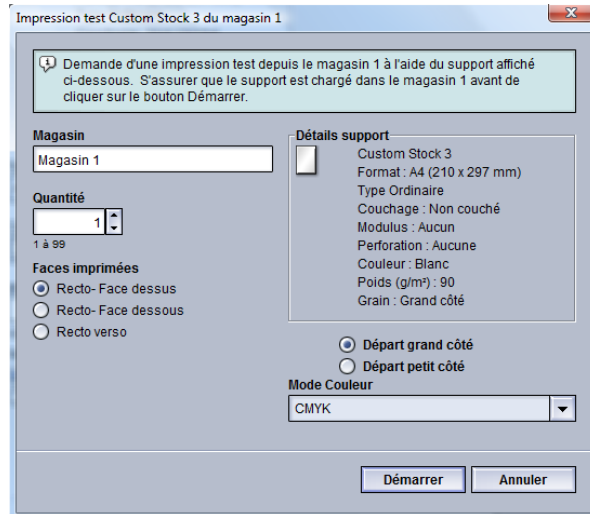 Impression test Custom Stock 3 du magasin 1
Demande d'une impression test depuis le magasin 1 à l'aide du support affiché
ci-dessous. S'assurer que le support est chargé dans le magasin 1 avant de
cliquer sur le bouton Démarrer.
Magasin
Magasin 1
Quantité
1
1 à 99
Faces imprimées
Recto- Face dessus
Recto- Face dessous
Recto verso
Détails support
Custom Stock 3
Format : A4 (210 x 297 mm)
Type Ordinaire
Couchage : Non couché
Modulus : Aucun
Perforation : Aucune
Couleur : Blanc
Poids (g/m²) : 90
Grain : Grand côté
Départ grand côté
Départ petit côté
Mode Couleur
CMYK
Démarrer
Annuler